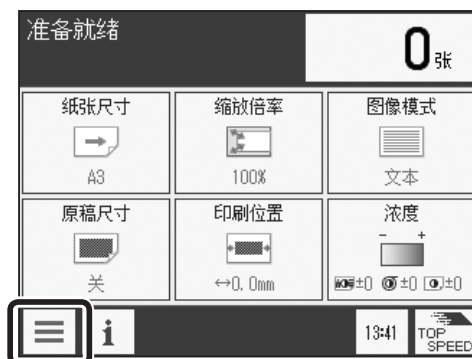 准备就绪
0张
纸张尺寸
缩放倍率
图像模式
A3
100%
文本
原稿尺寸
印刷位置
浓度
- +
关
↔0.0mm
±0 ±0 ±0
i
13:41
TOP SPEED